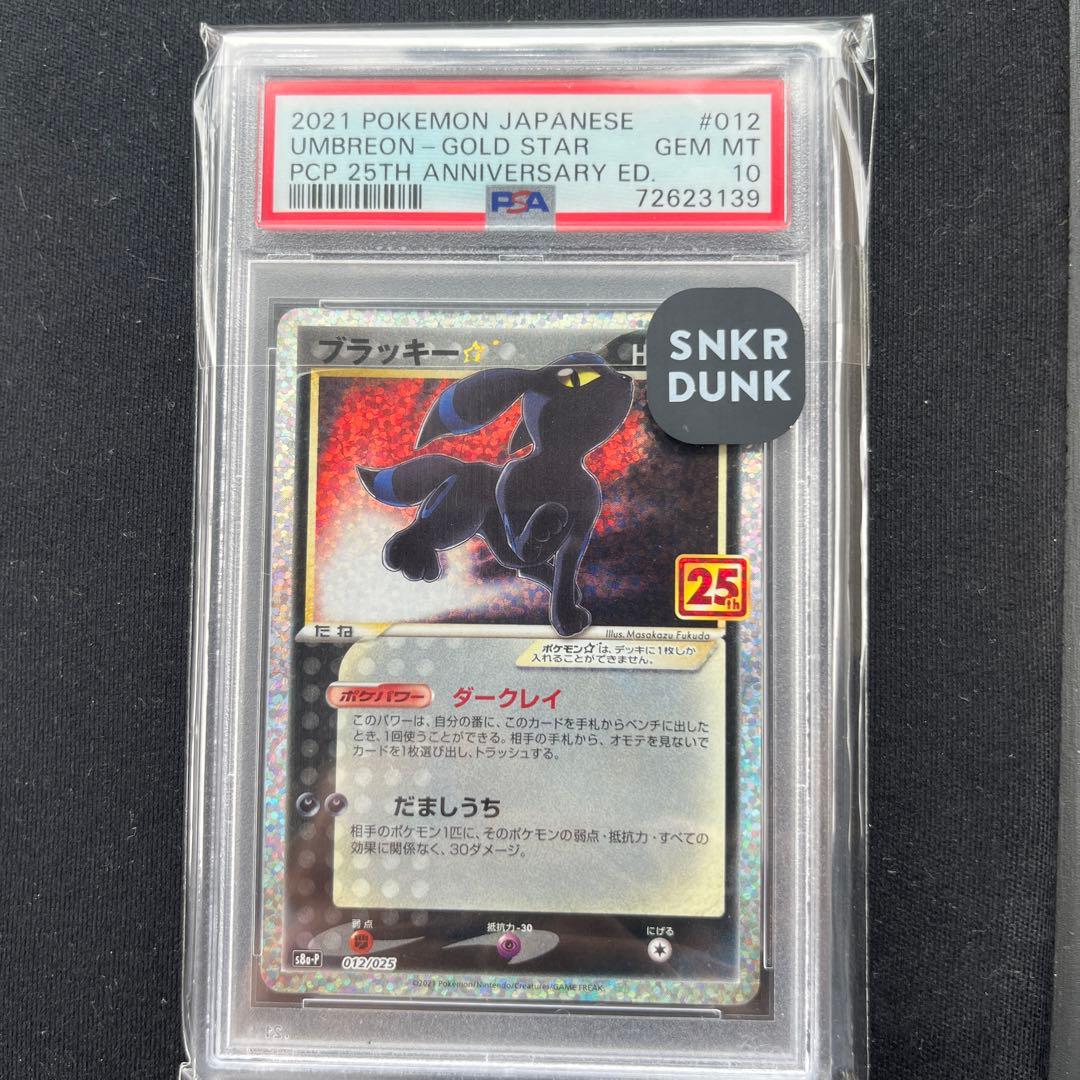 2021 POKEMON JAPANESE #012
UMBREON - GOLD STAR GEM MT
PCP 25TH ANNIVERSARY ED. 10
PSA 72623139
SNKR
DUNK
ブラッキー☆ H
25th
たね
Illus. Masakazu Fukuda
ポケモン☆は、デッキに1枚しか
入れることができません。
ポケパワー ダークレイ
このパワーは、自分の番に、このカードを手札からベンチに出した
とき、1回使うことができる。相手の手札から、オモテを見ないで
カードを1枚選び出し、トラッシュする。
だましうち
相手のポケモン1匹に、そのポケモンの弱点・抵抗力・すべての
効果に関係なく、30ダメージ。
弱点 抵抗力-30 にげる
s8a-P 012/025
©2021 Pokémon/Nintendo/Creatures/GAME FREAK.